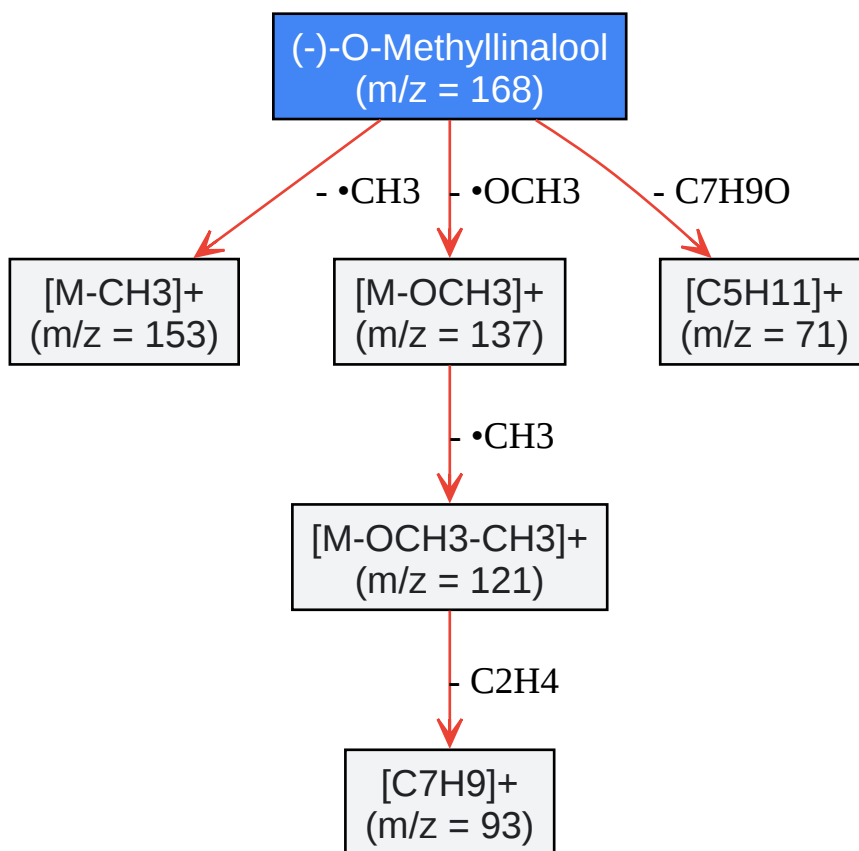 (-)-O-Methyllinalool
(m/z = 168)
- •CH3
- •OCH3
- C7H9O
[M-CH3]+
(m/z = 153)
[M-OCH3]+
(m/z = 137)
[C5H11]+
(m/z = 71)
- •CH3
[M-OCH3-CH3]+
(m/z = 121)
- C2H4
[C7H9]+
(m/z = 93)